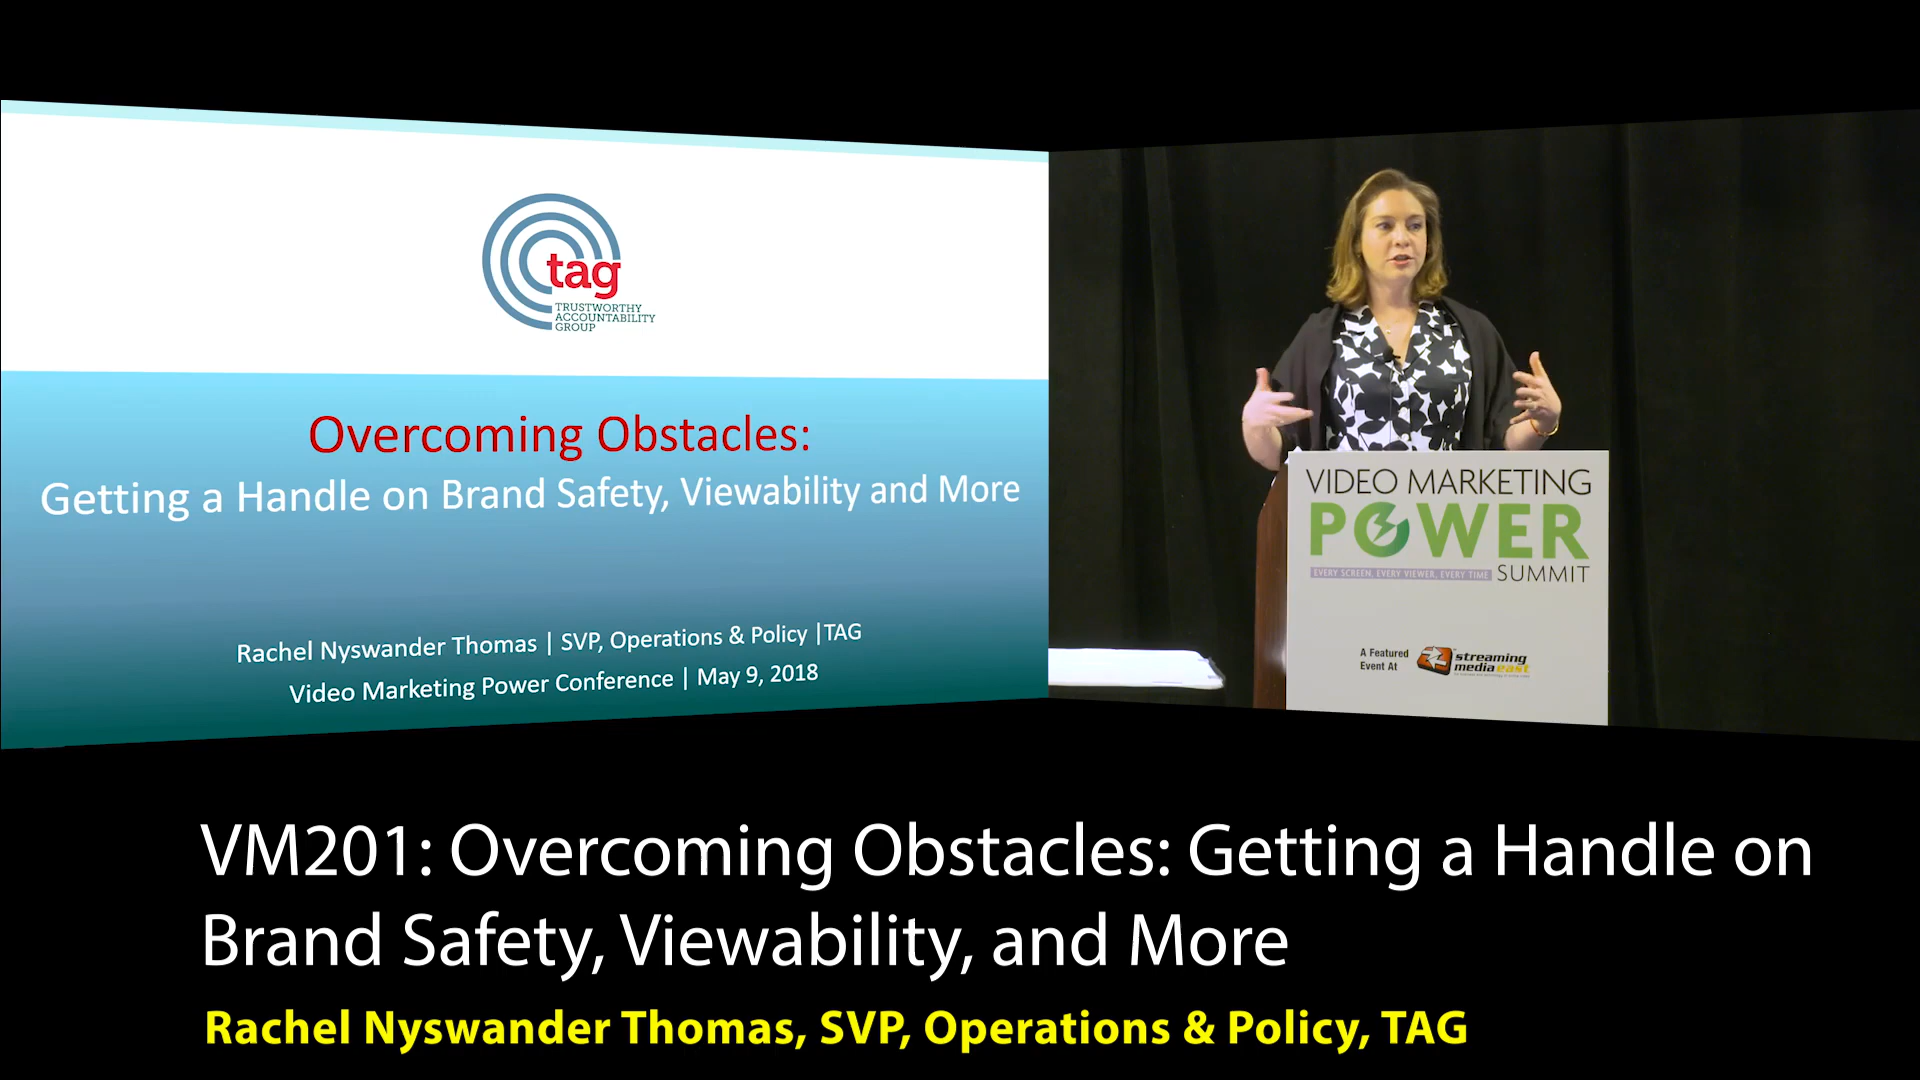 tag
TRUSTWORTHY
ACCOUNTABILITY
GROUP
Overcoming Obstacles:
Getting a Handle on Brand Safety, Viewability and More
Rachel Nyswander Thomas | SVP, Operations & Policy |TAG
Video Marketing Power Conference | May 9, 2018
VIDEO MARKETING
POWER
EVERY SCREEN, EVERY VIEWER, EVERY TIME SUMMIT
A Featured
Event At
streaming
mediaeast
VM201: Overcoming Obstacles: Getting a Handle on
Brand Safety, Viewability, and More
Rachel Nyswander Thomas, SVP, Operations & Policy, TAG